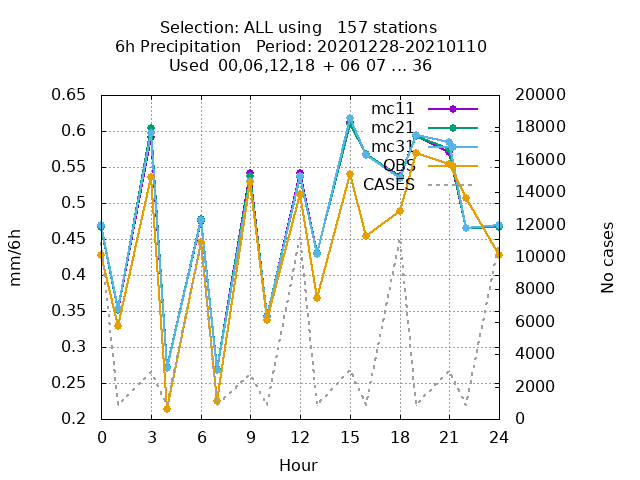 Selection: ALL using   157 stations
6h Precipitation   Period: 20201228-20210110
Used  00,06,12,18  + 06 07 ... 36
mc11
mc21
mc31
OBS
CASES
0.65
0.6
0.55
0.5
0.45
0.4
0.35
0.3
0.25
0.2
20000
18000
16000
14000
12000
10000
8000
6000
4000
2000
0
mm/6h
No cases
0 3 6 9 12 15 18 21 24
Hour